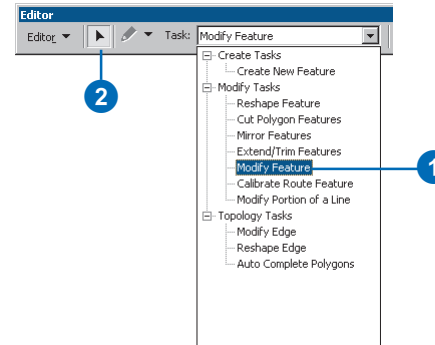 Editor
Editor Task: Modify Feature
2
Create Tasks
Create New Feature
Modify Tasks
Reshape Feature
Cut Polygon Features
Mirror Features
Extend/Trim Features
Modify Feature
1
Calibrate Route Feature
Modify Portion of a Line
Topology Tasks
Modify Edge
Reshape Edge
Auto Complete Polygons